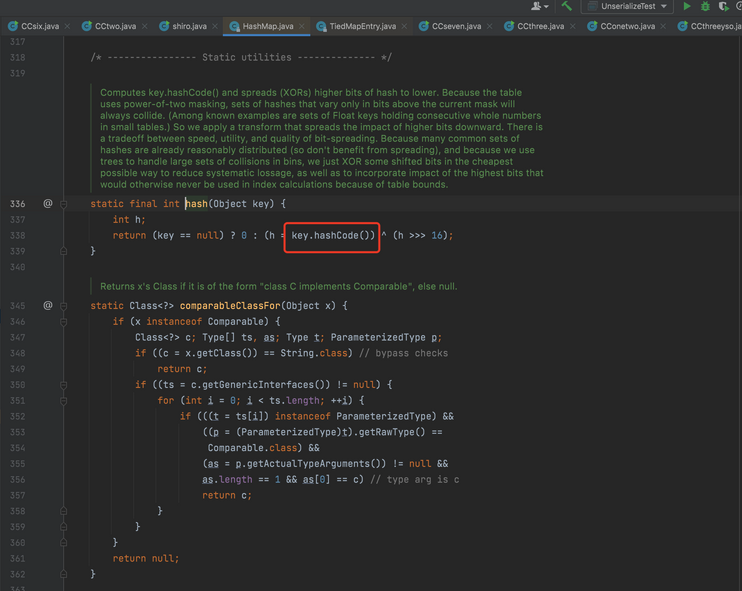 UnserializeTest
CCsix.java CCtwo.java shiro.java HashMap.java TiedMapEntry.java CCseven.java CCthree.java CConetwo.java CCthreeyso.ja
317
318 /* --------------- Static utilities -------------- */
319
Computes key.hashCode() and spreads (XORs) higher bits of hash to lower. Because the table
uses power-of-two masking, sets of hashes that vary only in bits above the current mask will
always collide. (Among known examples are sets of Float keys holding consecutive whole numbers
in small tables.) So we apply a transform that spreads the impact of higher bits downward. There is
a tradeoff between speed, utility, and quality of bit-spreading. Because many common sets of
hashes are already reasonably distributed (so don't benefit from spreading), and because we use
trees to handle large sets of collisions in bins, we just XOR some shifted bits in the cheapest
possible way to reduce systematic lossage, as well as to incorporate impact of the highest bits that
would otherwise never be used in index calculations because of table bounds.
336 @ static final int hash(Object key) {
337 int h;
338 return (key == null) ? 0 : (h = key.hashCode()) ^ (h >>> 16);
339 }
340
Returns x's Class if it is of the form "class C implements Comparable", else null.
345 @ static Class<?> comparableClassFor(Object x) {
346 if (x instanceof Comparable) {
347 Class<?> c; Type[] ts, as; Type t; ParameterizedType p;
348 if ((c = x.getClass()) == String.class) // bypass checks
349 return c;
350 if ((ts = c.getGenericInterfaces()) != null) {
351 for (int i = 0; i < ts.length; ++i) {
352 if (((t = ts[i]) instanceof ParameterizedType) &&
353 ((p = (ParameterizedType)t).getRawType() ==
354 Comparable.class) &&
355 (as = p.getActualTypeArguments()) != null &&
356 as.length == 1 && as[0] == c) // type arg is c
357 return c;
358 }
359 }
360 }
361 return null;
362 }
363